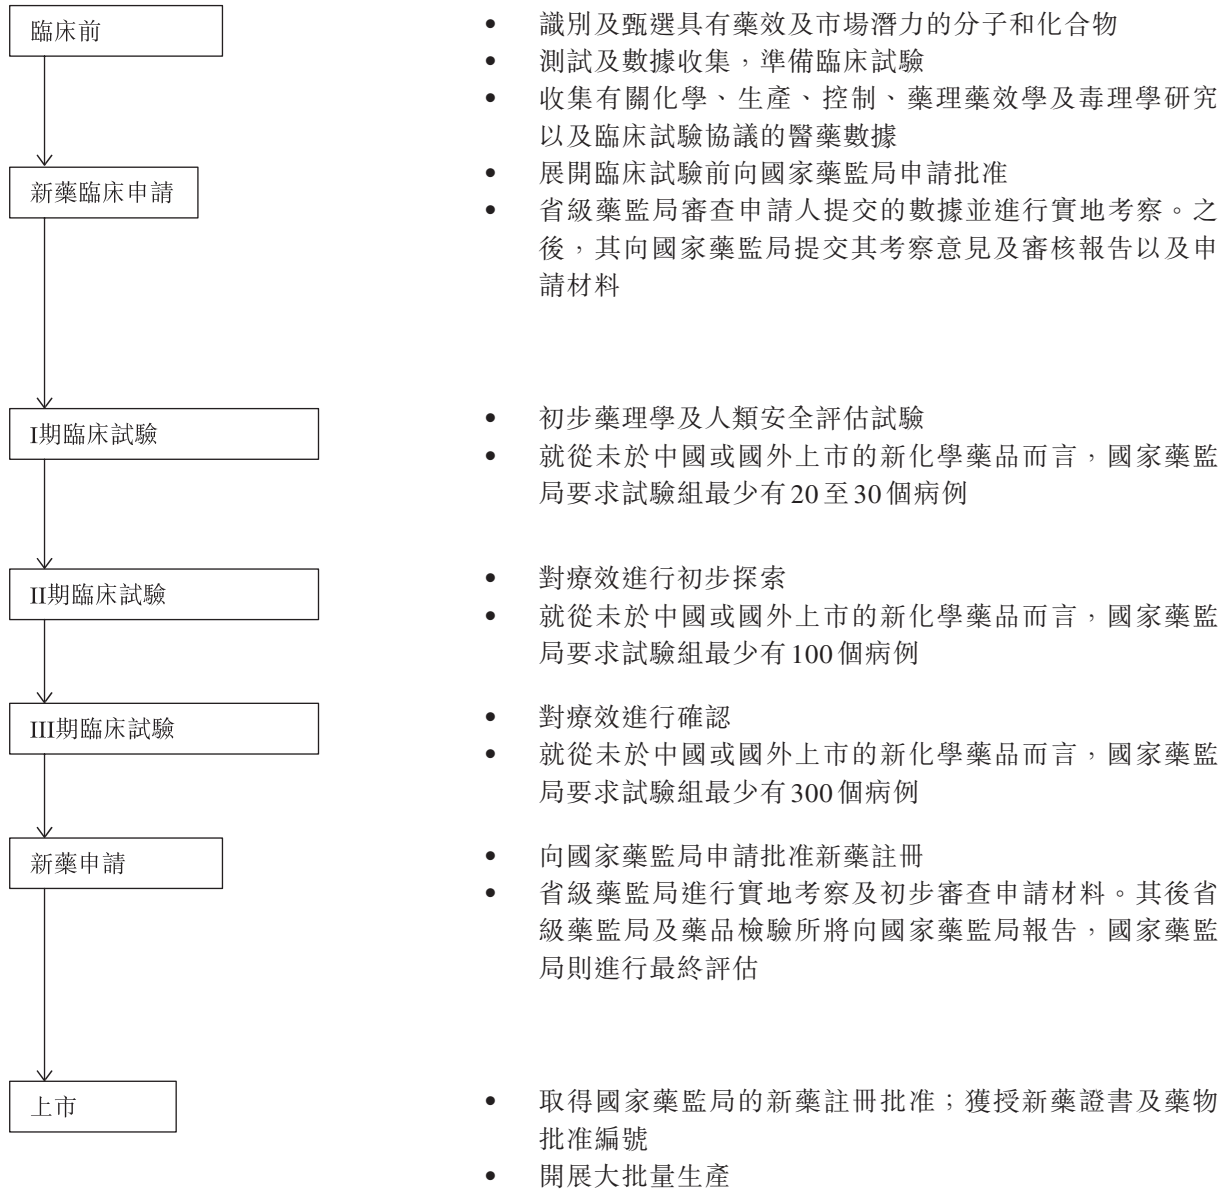 臨床前
• 識別及甄選具有藥效及市場潛力的分子和化合物
• 測試及數據收集，準備臨床試驗
• 收集有關化學、生產、控制、藥理藥效學及毒理學研究
以及臨床試驗協議的醫藥數據
新藥臨床申請
• 展開臨床試驗前向國家藥監局申請批准
• 省級藥監局審查申請人提交的數據並進行實地考察。之
後，其向國家藥監局提交其考察意見及審核報告以及申
請材料
I期臨床試驗
• 初步藥理學及人類安全評估試驗
• 就從未於中國或國外上市的新化學藥品而言，國家藥監
局要求試驗組最少有20至30個病例
II期臨床試驗
• 對療效進行初步探索
• 就從未於中國或國外上市的新化學藥品而言，國家藥監
局要求試驗組最少有100個病例
III期臨床試驗
• 對療效進行確認
• 就從未於中國或國外上市的新化學藥品而言，國家藥監
局要求試驗組最少有300個病例
新藥申請
• 向國家藥監局申請批准新藥註冊
• 省級藥監局進行實地考察及初步審查申請材料。其後省
級藥監局及藥品檢驗所將向國家藥監局報告，國家藥監
局則進行最終評估
上市
• 取得國家藥監局的新藥註冊批准；獲授新藥證書及藥物
批准編號
• 開展大批量生產